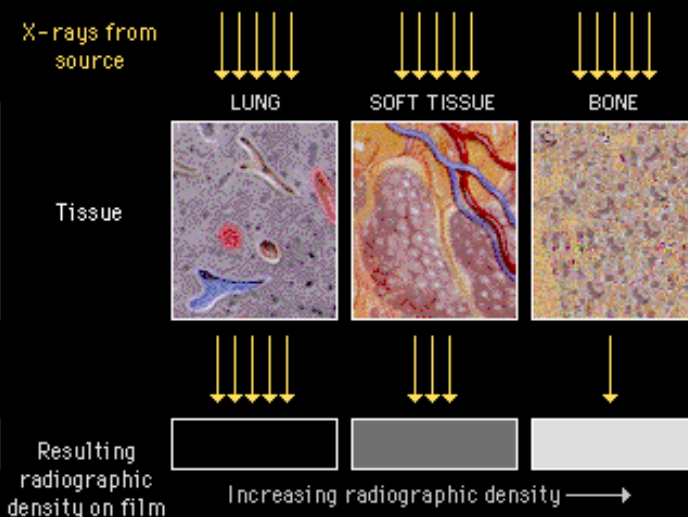 X-rays from
source
LUNG
SOFT TISSUE
BONE
Tissue
Resulting
radiographic
density on film
Increasing radiographic density